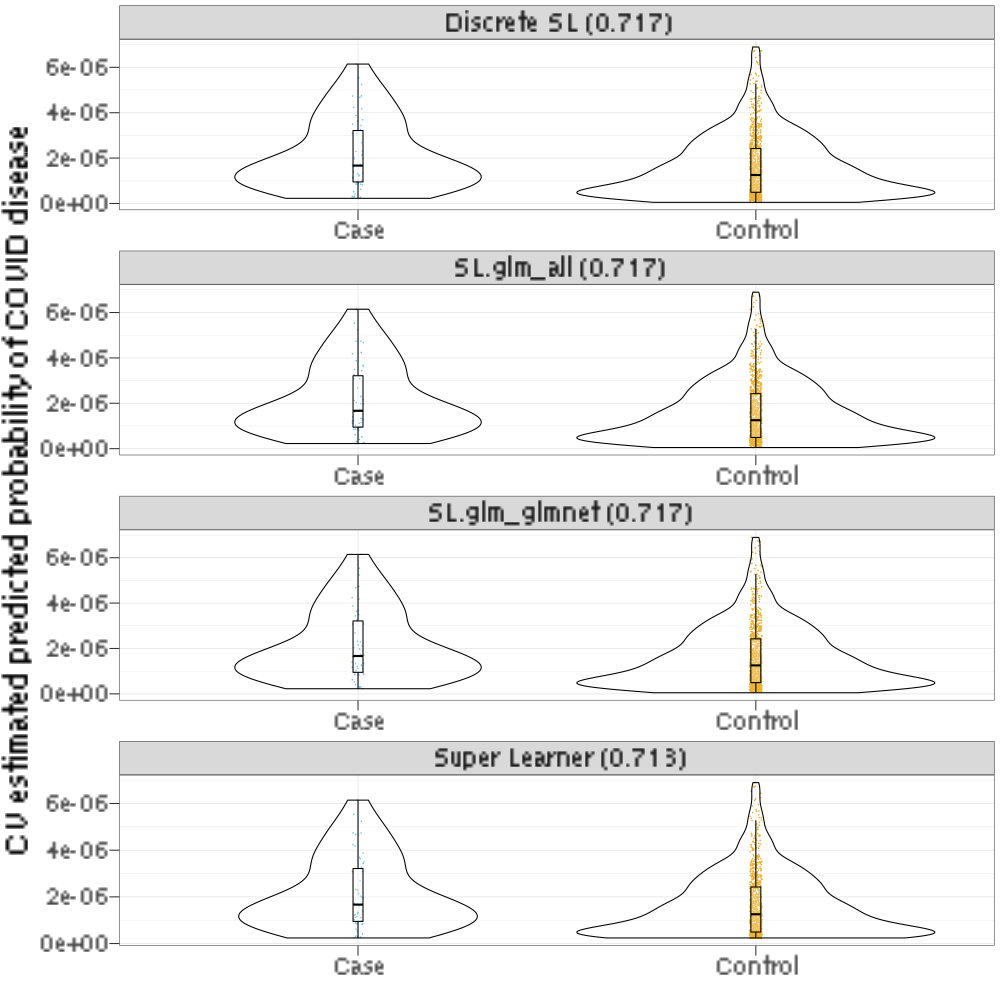 CV estimated predicted probability of COVID disease
Discrete SL (0.717)
6e-06
4e-06
2e-06
0e+00
Case Control
SL.glm_all (0.717)
6e-06
4e-06
2e-06
0e+00
Case Control
SL.glm_glmnet (0.717)
6e-06
4e-06
2e-06
0e+00
Case Control
Super Learner
6e-06
4e-06
2e-06
0e+00
Case Control